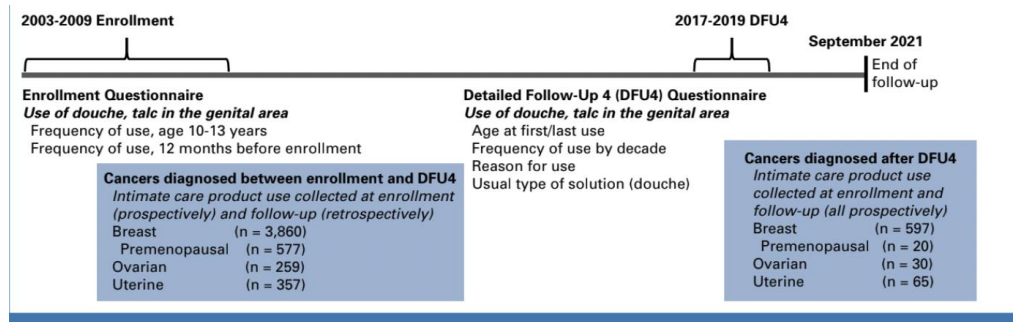 2003-2009 Enrollment
2017-2019 DFU4
September 2021
End of
follow-up
Enrollment Questionnaire
Use of douche, talc in the genital area
Frequency of use, age 10-13 years
Frequency of use, 12 months before enrollment
Cancers diagnosed between enrollment and DFU4
Intimate care product use collected at enrollment
(prospectively) and follow-up (retrospectively)
Breast (n = 3,860)
Premenopausal (n = 577)
Ovarian (n = 259)
Uterine (n = 357)
Detailed Follow-Up 4 (DFU4) Questionnaire
Use of douche, talc in the genital area
Age at first/last use
Frequency of use by decade
Reason for use
Usual type of solution (douche)
Cancers diagnosed after DFU4
Intimate care product use
collected at enrollment and
follow-up (all prospectively)
Breast (n = 597)
Premenopausal (n = 20)
Ovarian (n = 30)
Uterine (n = 65)